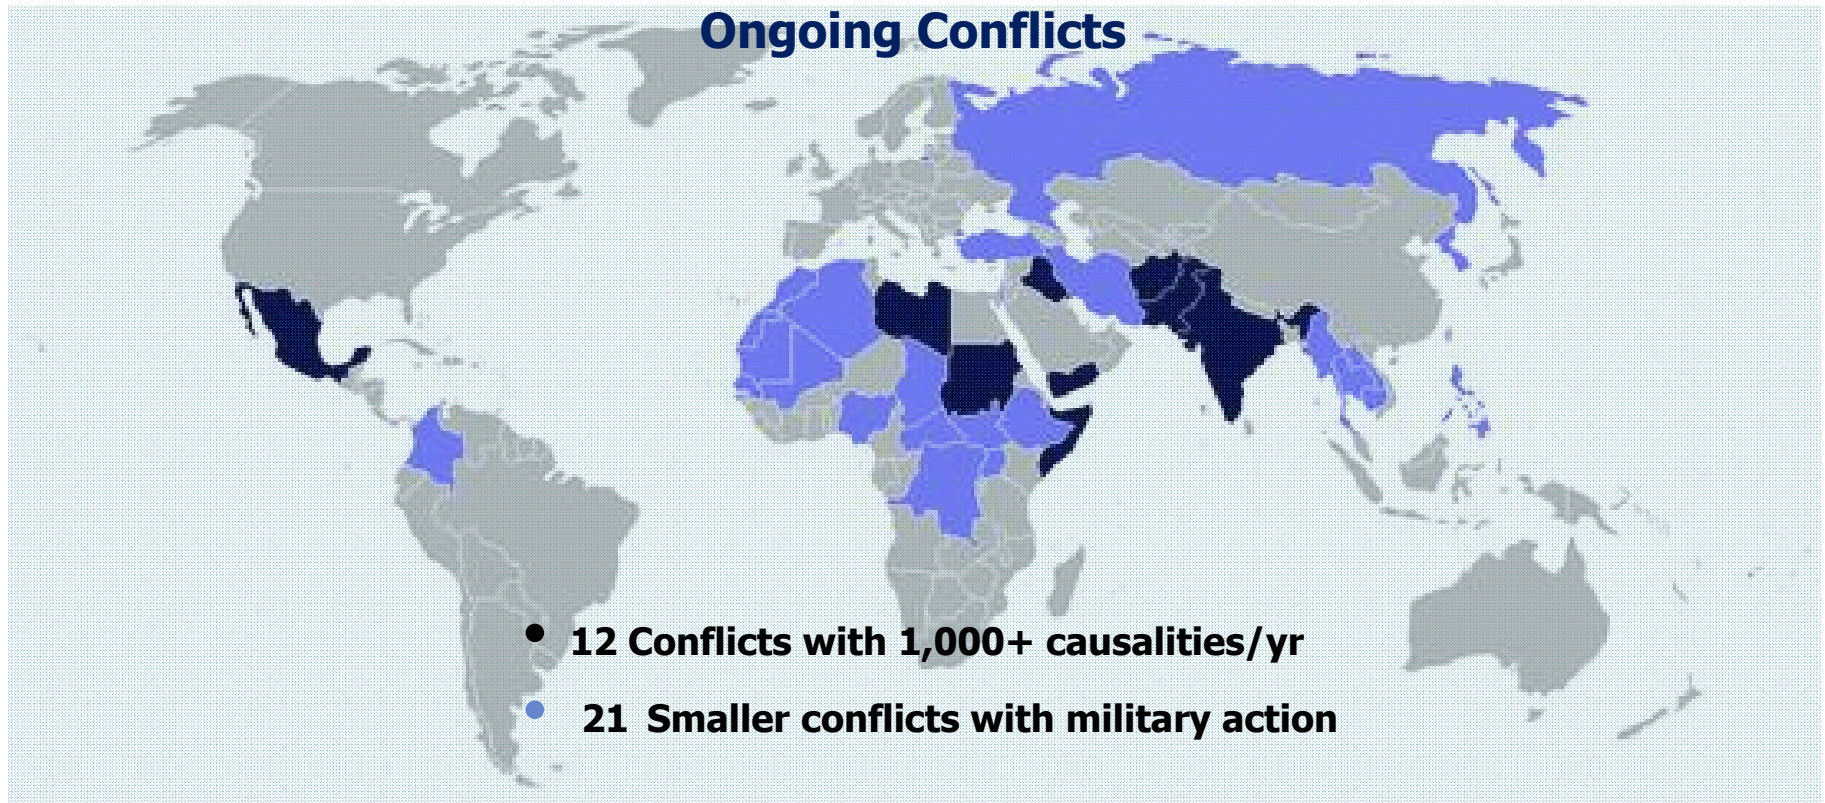 Ongoing Conflicts
• 12 Conflicts with 1,000+ causalities/yr
• 21 Smaller conflicts with military action